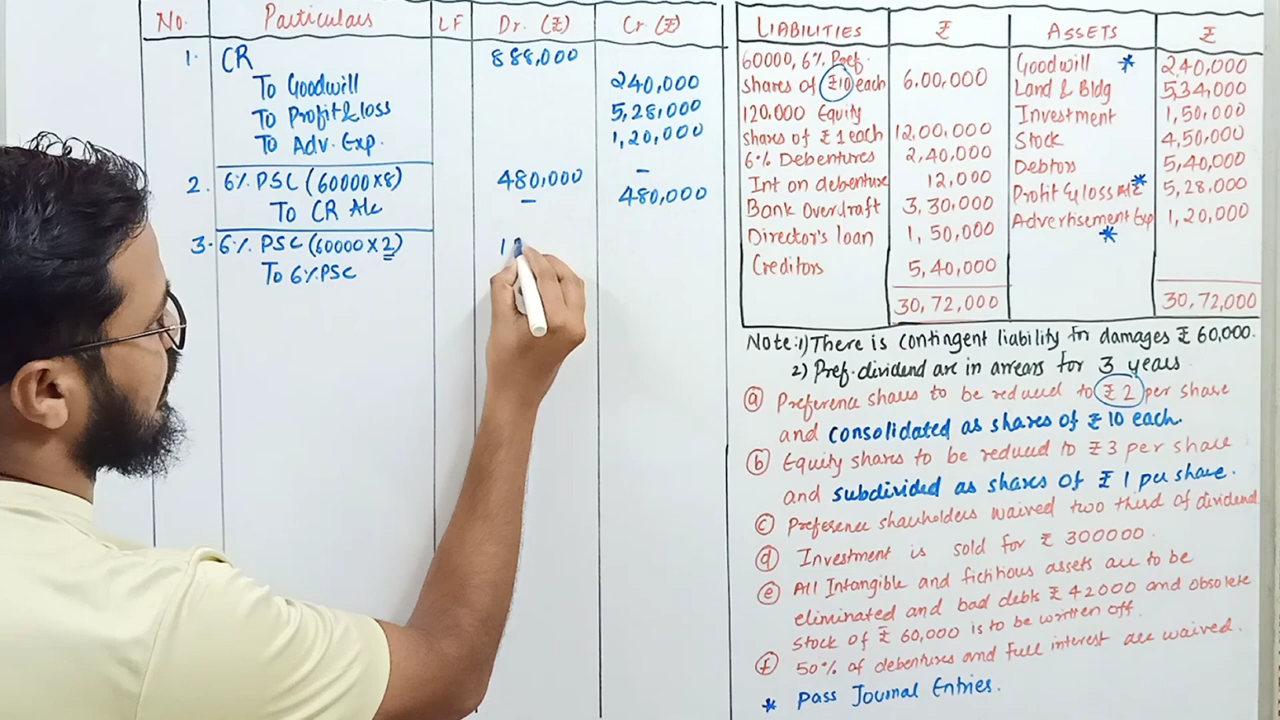 No. Particulars LF Dr. (₹) Cr (₹)
1. CR 888,000
To Goodwill 240,000
To Profit & loss 5,28,000
To Adv. Exp. 1,20,000
2. 6% PSC (60000×8) 480,000 -
To CR A/c - 480,000
3. 6% PSC (60000×2) 1
To 6% PSC
LIABILITIES ₹ ASSETS ₹
60000, 6% Pref.
shares of ₹10 each 6,00,000
120,000 Equity
shares of ₹ 1 each 12,00,000
6% Debentures 2,40,000
Int on debenture 12,000
Bank Overdraft 3,30,000
Director's loan 1,50,000
Creditors 5,40,000
30,72,000
Goodwill * 2,40,000
Land & Bldg 5,34,000
Investment 1,50,000
Stock 4,50,000
Debtors 5,40,000
Profit & loss A/c * 5,28,000
Advertisement Exp * 1,20,000
30,72,000
Note: 1) There is contingent liability for damages ₹ 60,000.
2) Pref. dividend are in arrears for 3 years.
(a) Preference shares to be reduced to ₹ 2 per share
and consolidated as shares of ₹ 10 each.
(b) Equity shares to be reduced to ₹ 3 per share
and subdivided as shares of ₹ 1 per share.
(c) Preference shareholders waived two third of dividend
(d) Investment is sold for ₹ 300000.
(e) All Intangible and fictitious assets are to be
eliminated and bad debts ₹ 42000 and obsolete
stock of ₹ 60,000 is to be written off.
(f) 50% of debentures and full interest are waived.
* Pass Journal Entries.